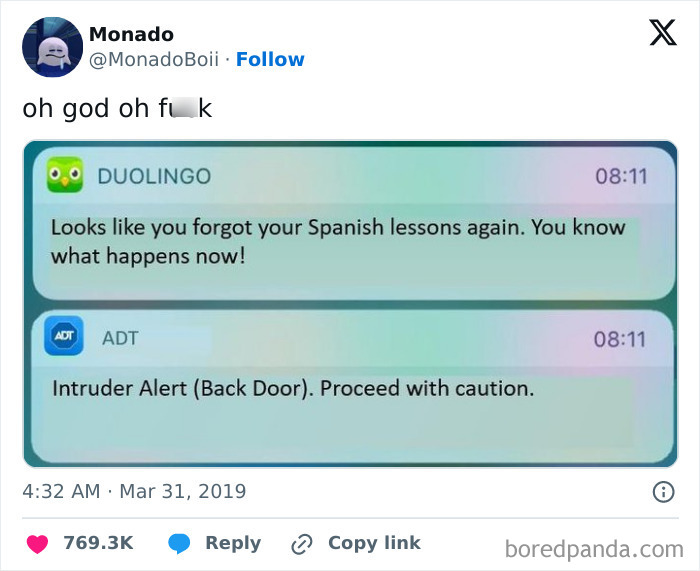 Monado
@MonadoBoii · Follow
X
oh god oh fu k
DUOLINGO 08:11
Looks like you forgot your Spanish lessons again. You know
what happens now!
ADT
ADT 08:11
Intruder Alert (Back Door). Proceed with caution.
4:32 AM · Mar 31, 2019
769.3K Reply Copy link
boredpanda.com